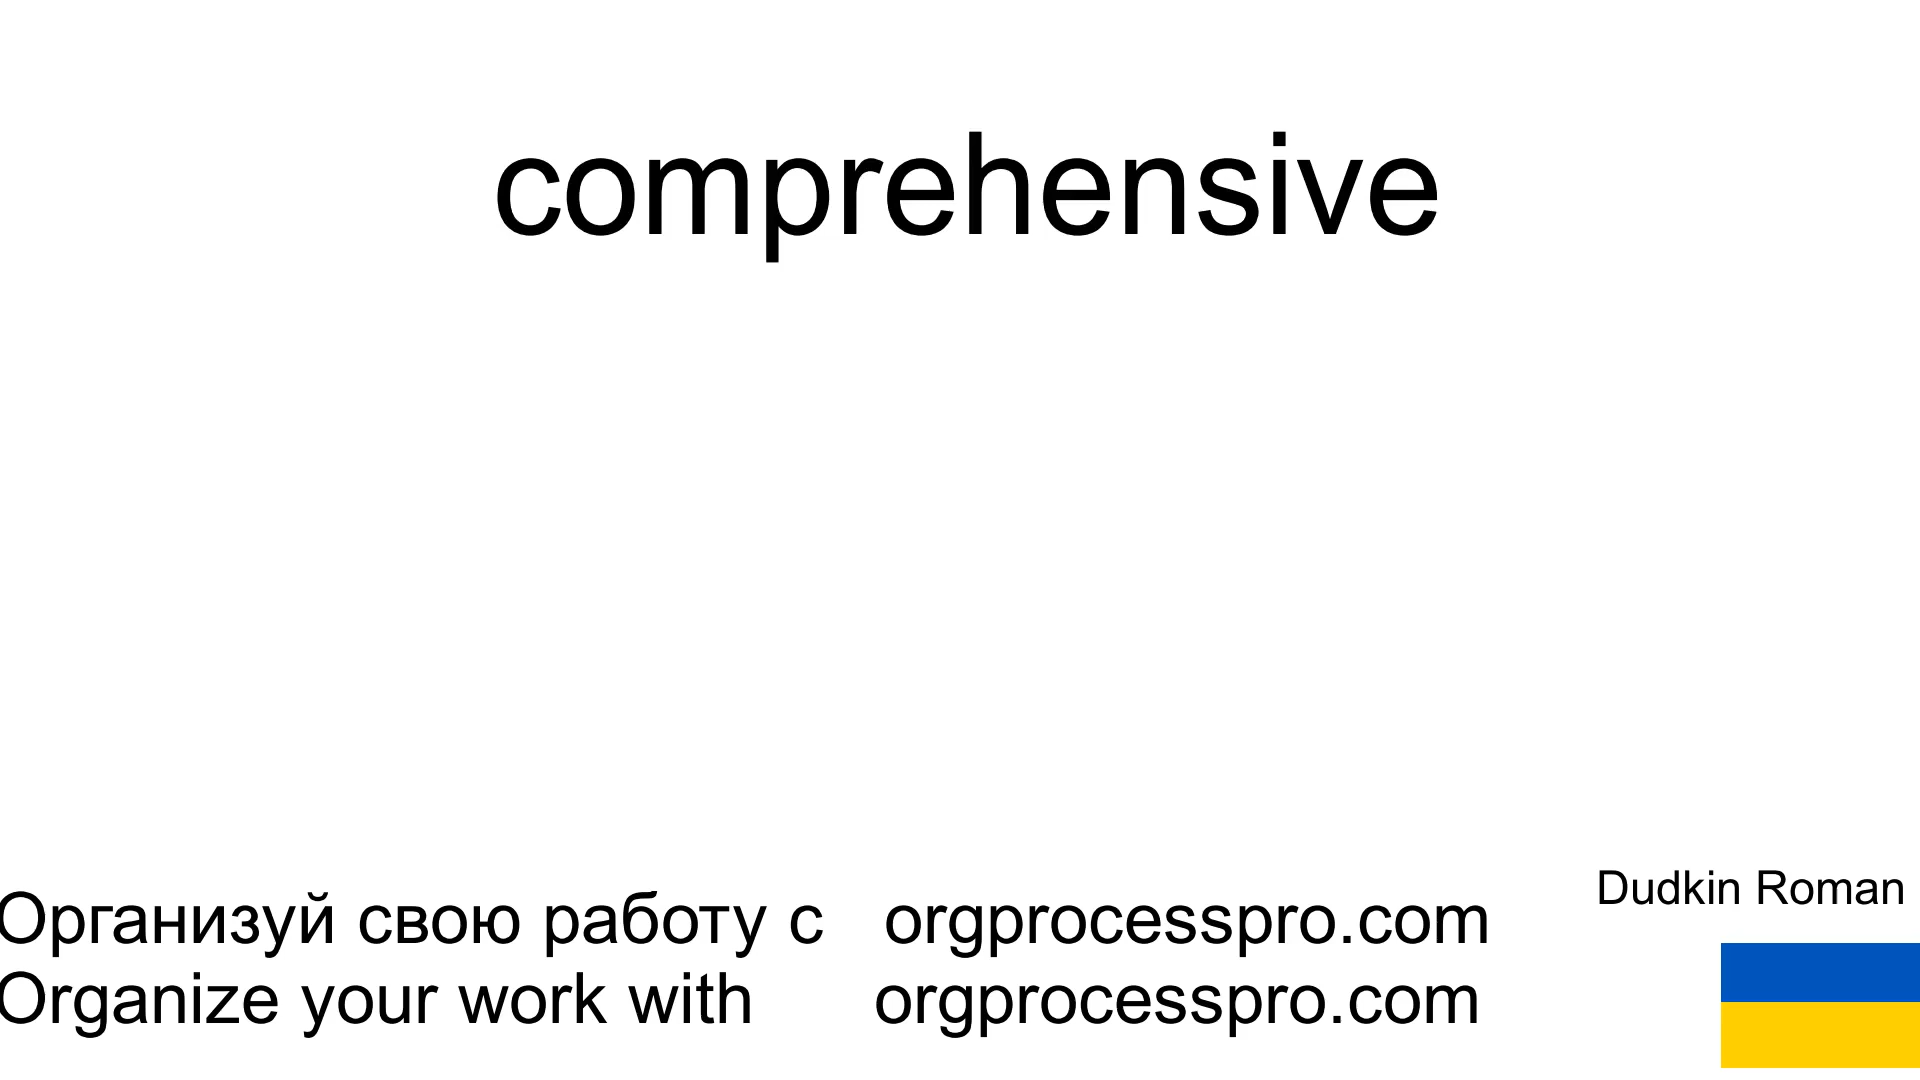 comprehensive
Dudkin Roman
Организуй свою работу с orgprocesspro.com
Organize your work with orgprocesspro.com